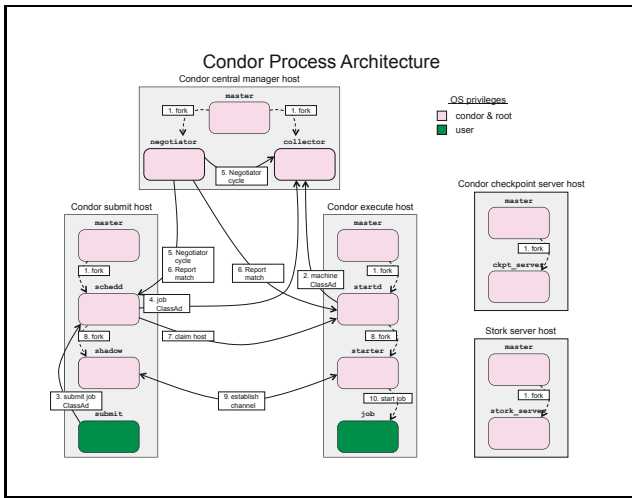 Condor Process Architecture
Condor central manager host
master
1. fork
1. fork
negotiator
collector
5. Negotiator
cycle
OS privileges
condor & root
user
Condor submit host
master
1. fork
schedd
5. Negotiator
cycle
6. Report
match
4. job
ClassAd
8. fork
7. claim host
shadow
3. submit job
ClassAd
submit
9. establish
channel
Condor execute host
master
6. Report
match
2. machine
ClassAd
1. fork
startd
8. fork
starter
10. start job
job
Condor checkpoint server host
master
1. fork
ckpt_server
Stork server host
master
1. fork
stork_server